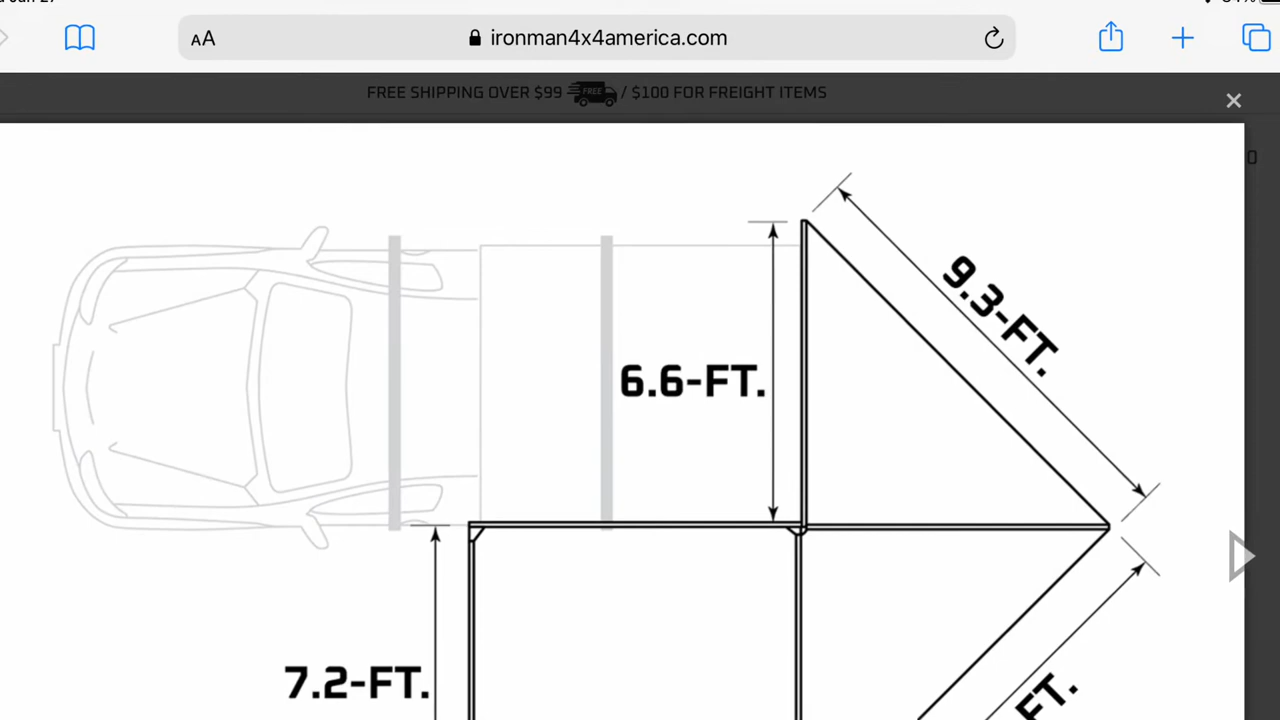 AA
ironman4x4america.com
FREE SHIPPING OVER $99 FREE / $100 FOR FREIGHT ITEMS
9.3-FT.
6.6-FT.
7.2-FT.
FT.